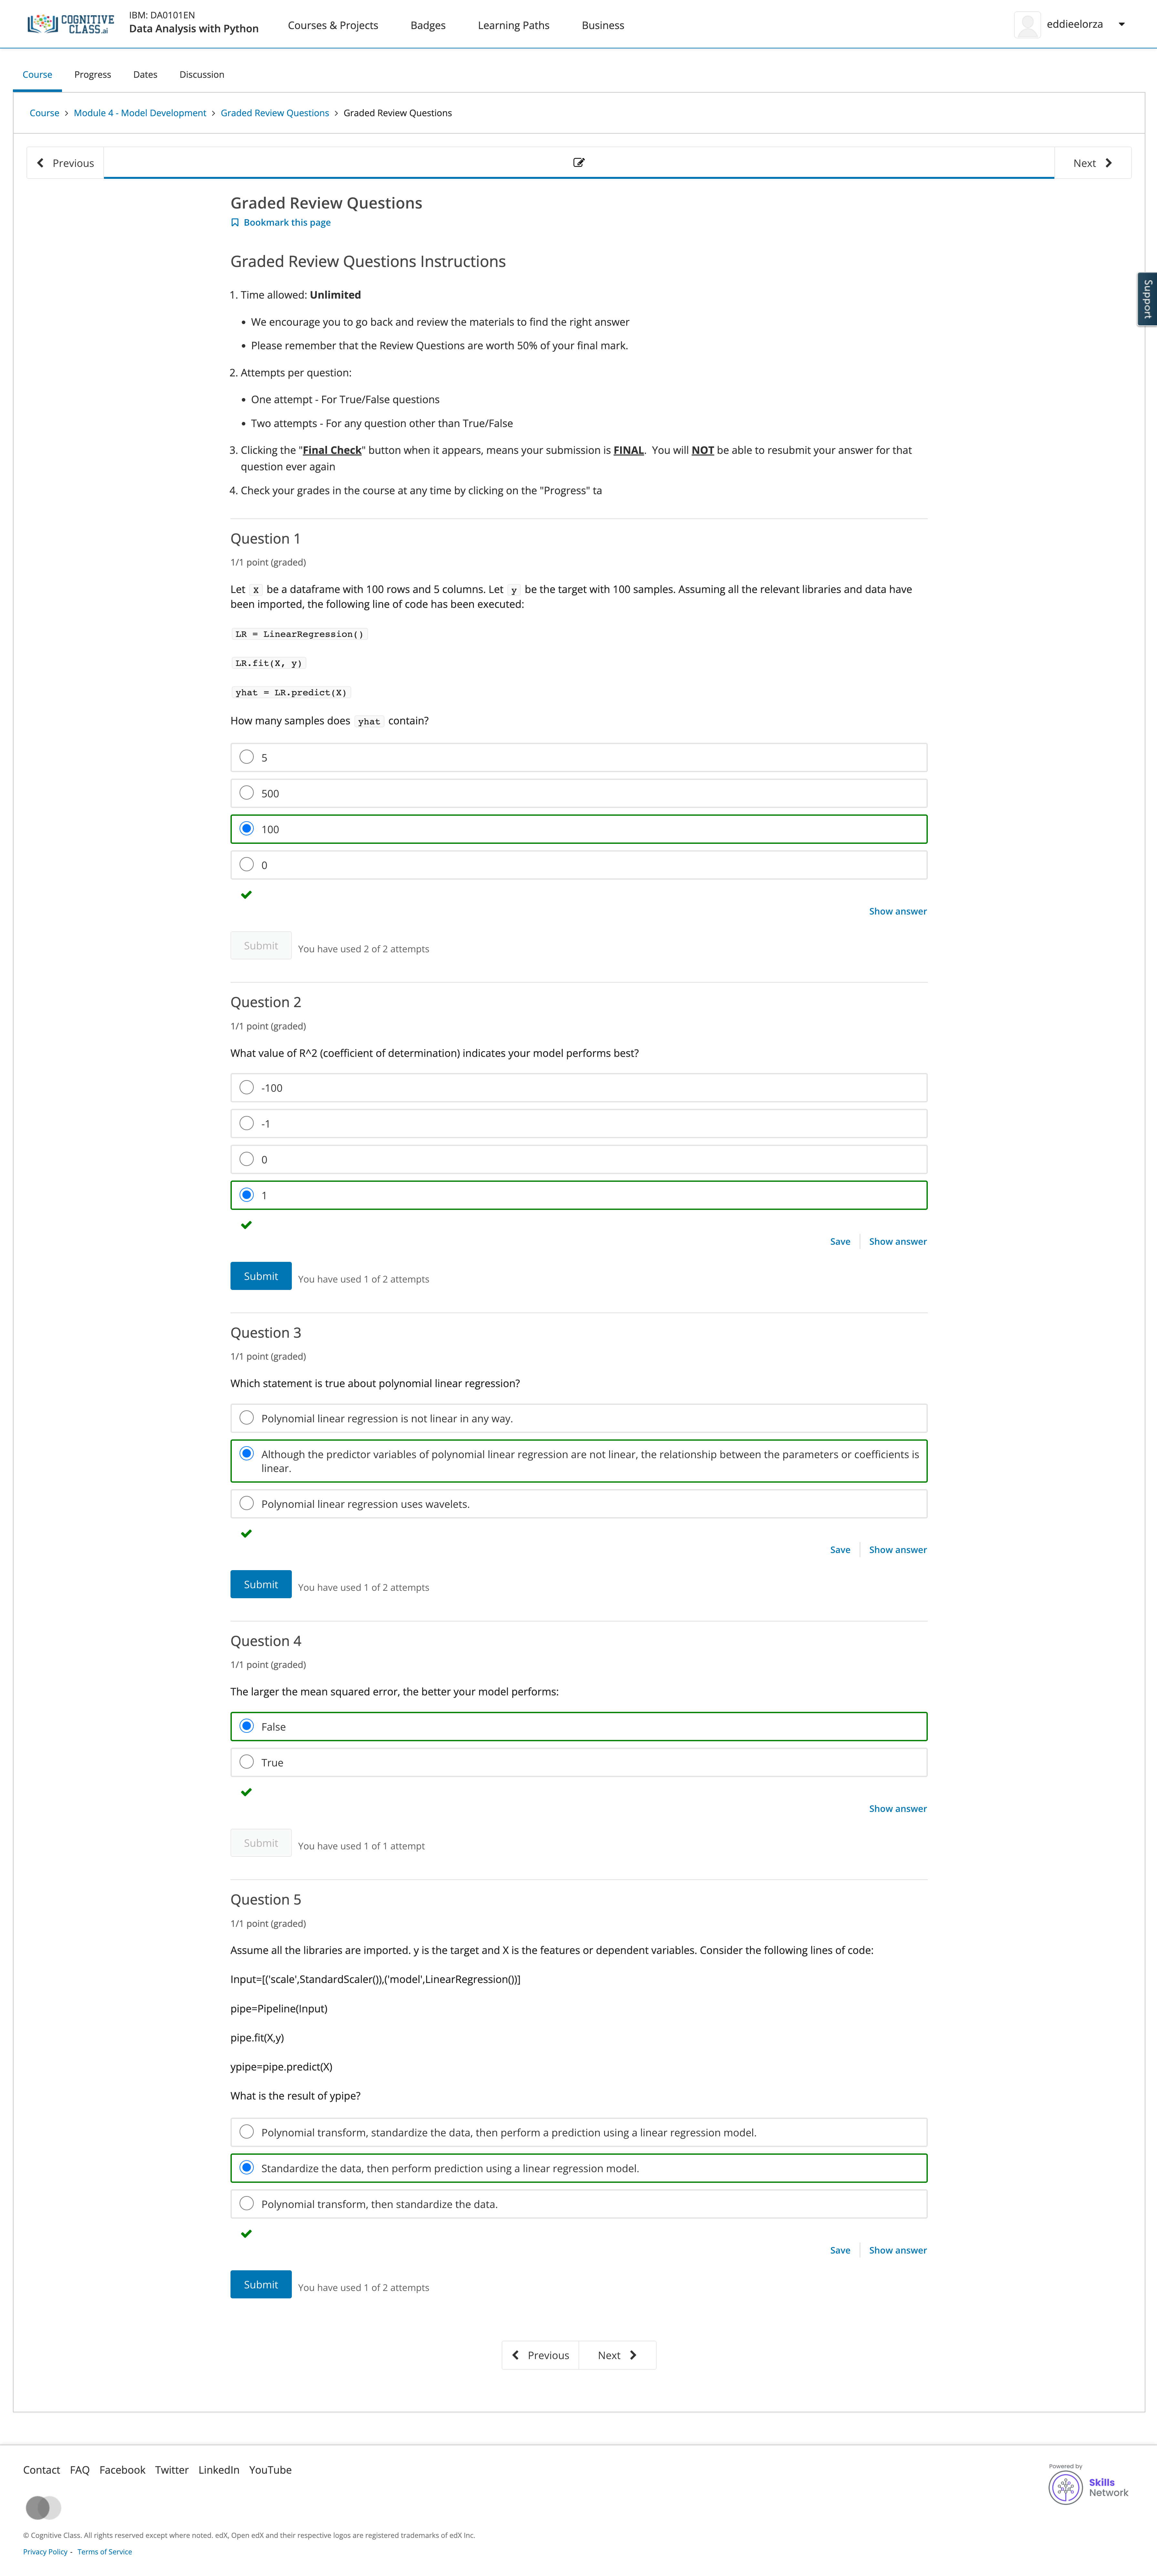 COGNITIVE
CLASS.ai
IBM: DA0101EN
Data Analysis with Python
Courses & Projects
Badges
Learning Paths
Business
eddieelorza
Course
Progress
Dates
Discussion
Course > Module 4 - Model Development > Graded Review Questions > Graded Review Questions
Previous
Next
Support
Graded Review Questions
Bookmark this page
Graded Review Questions Instructions
1. Time allowed: Unlimited
• We encourage you to go back and review the materials to find the right answer
• Please remember that the Review Questions are worth 50% of your final mark.
2. Attempts per question:
• One attempt - For True/False questions
• Two attempts - For any question other than True/False
3. Clicking the "Final Check" button when it appears, means your submission is FINAL. You will NOT be able to resubmit your answer for that
question ever again
4. Check your grades in the course at any time by clicking on the "Progress" ta
Question 1
1/1 point (graded)
Let X be a dataframe with 100 rows and 5 columns. Let y be the target with 100 samples. Assuming all the relevant libraries and data have
been imported, the following line of code has been executed:
LR = LinearRegression()
LR.fit(X, y)
yhat = LR.predict(X)
How many samples does yhat contain?
5
500
100
0
Show answer
Submit
You have used 2 of 2 attempts
Question 2
1/1 point (graded)
What value of R^2 (coefficient of determination) indicates your model performs best?
-100
-1
0
1
Save
Show answer
Submit
You have used 1 of 2 attempts
Question 3
1/1 point (graded)
Which statement is true about polynomial linear regression?
Polynomial linear regression is not linear in any way.
Although the predictor variables of polynomial linear regression are not linear, the relationship between the parameters or coefficients is
linear.
Polynomial linear regression uses wavelets.
Save
Show answer
Submit
You have used 1 of 2 attempts
Question 4
1/1 point (graded)
The larger the mean squared error, the better your model performs:
False
True
Show answer
Submit
You have used 1 of 1 attempt
Question 5
1/1 point (graded)
Assume all the libraries are imported. y is the target and X is the features or dependent variables. Consider the following lines of code:
Input=[('scale',StandardScaler()),('model',LinearRegression())]
pipe=Pipeline(Input)
pipe.fit(X,y)
ypipe=pipe.predict(X)
What is the result of ypipe?
Polynomial transform, standardize the data, then perform a prediction using a linear regression model.
Standardize the data, then perform prediction using a linear regression model.
Polynomial transform, then standardize the data.
Save
Show answer
Submit
You have used 1 of 2 attempts
Previous
Next
Contact FAQ Facebook Twitter LinkedIn YouTube
Powered by
Skills
Network
© Cognitive Class. All rights reserved except where noted. edX, Open edX and their respective logos are registered trademarks of edX Inc.
Privacy Policy - Terms of Service